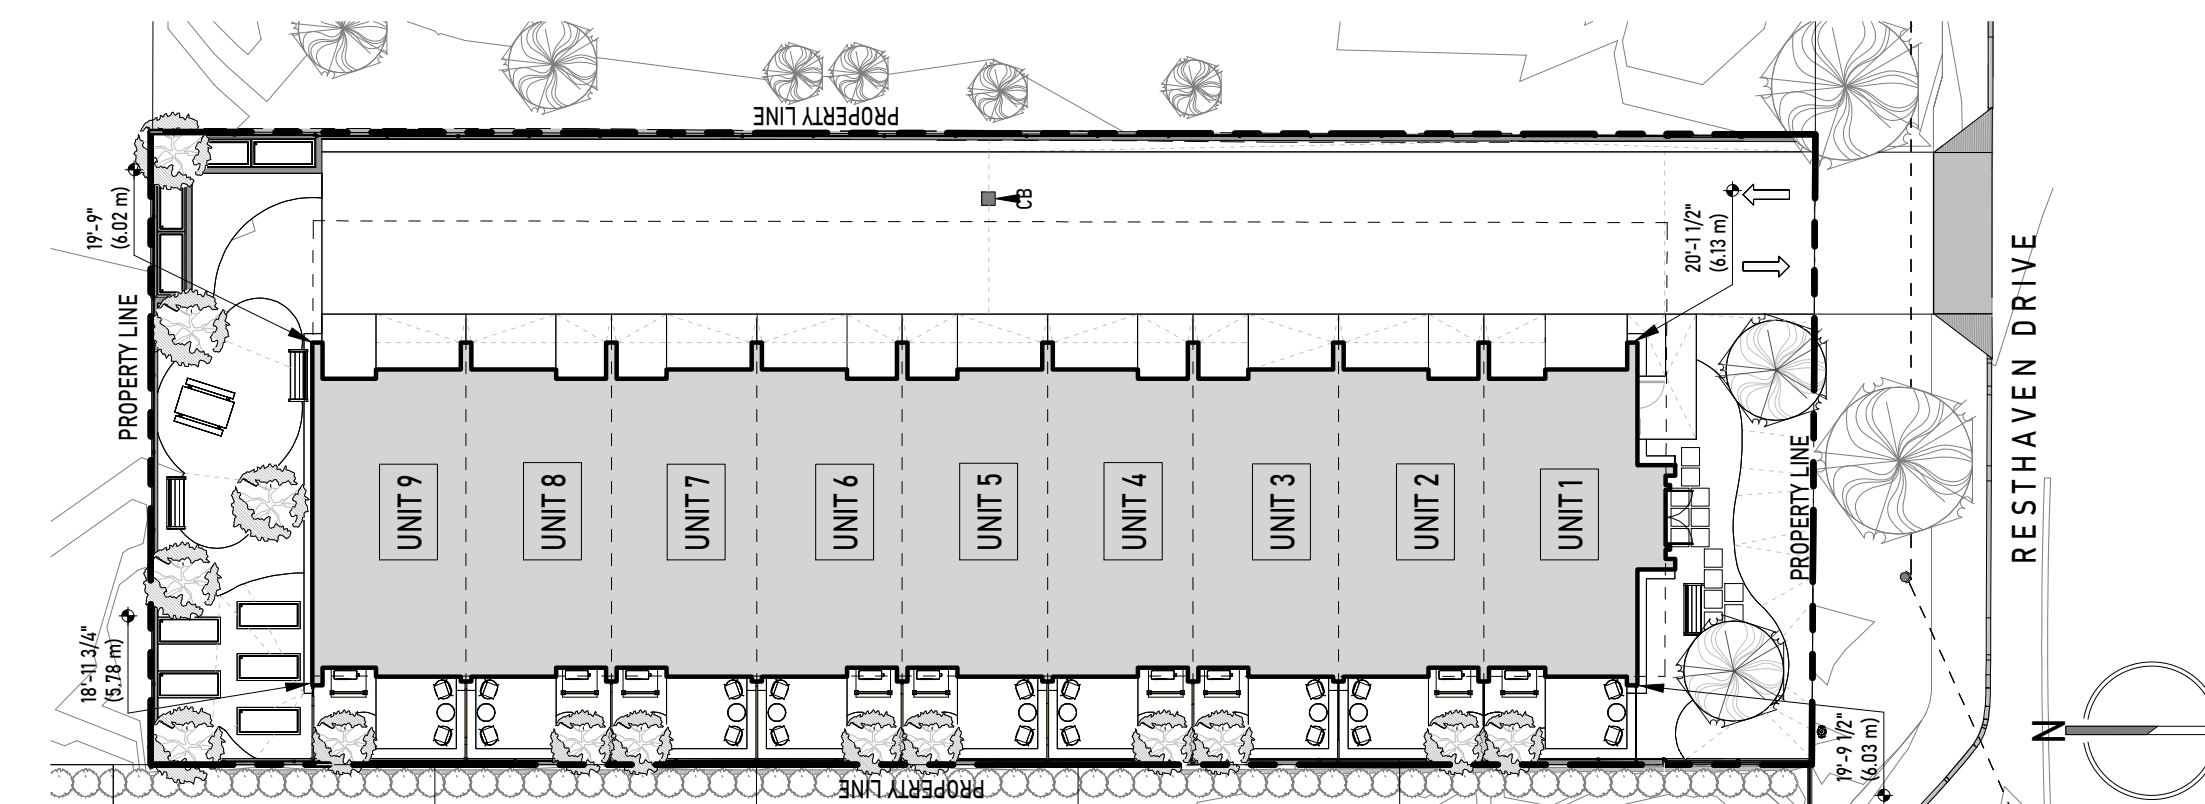 PROPERTY LINE
19'-9"
(6.02 m)
CB
20'-1 1/2"
(6.13 m)
PROPERTY LINE
RESTHAVEN DRIVE
UNIT 9
UNIT 8
UNIT 7
UNIT 6
UNIT 5
UNIT 4
UNIT 3
UNIT 2
UNIT 1
PROPERTY LINE
18'-11 3/4"
(5.78 m)
19'-9 1/2"
(6.03 m)
N
PROPERTY LINE